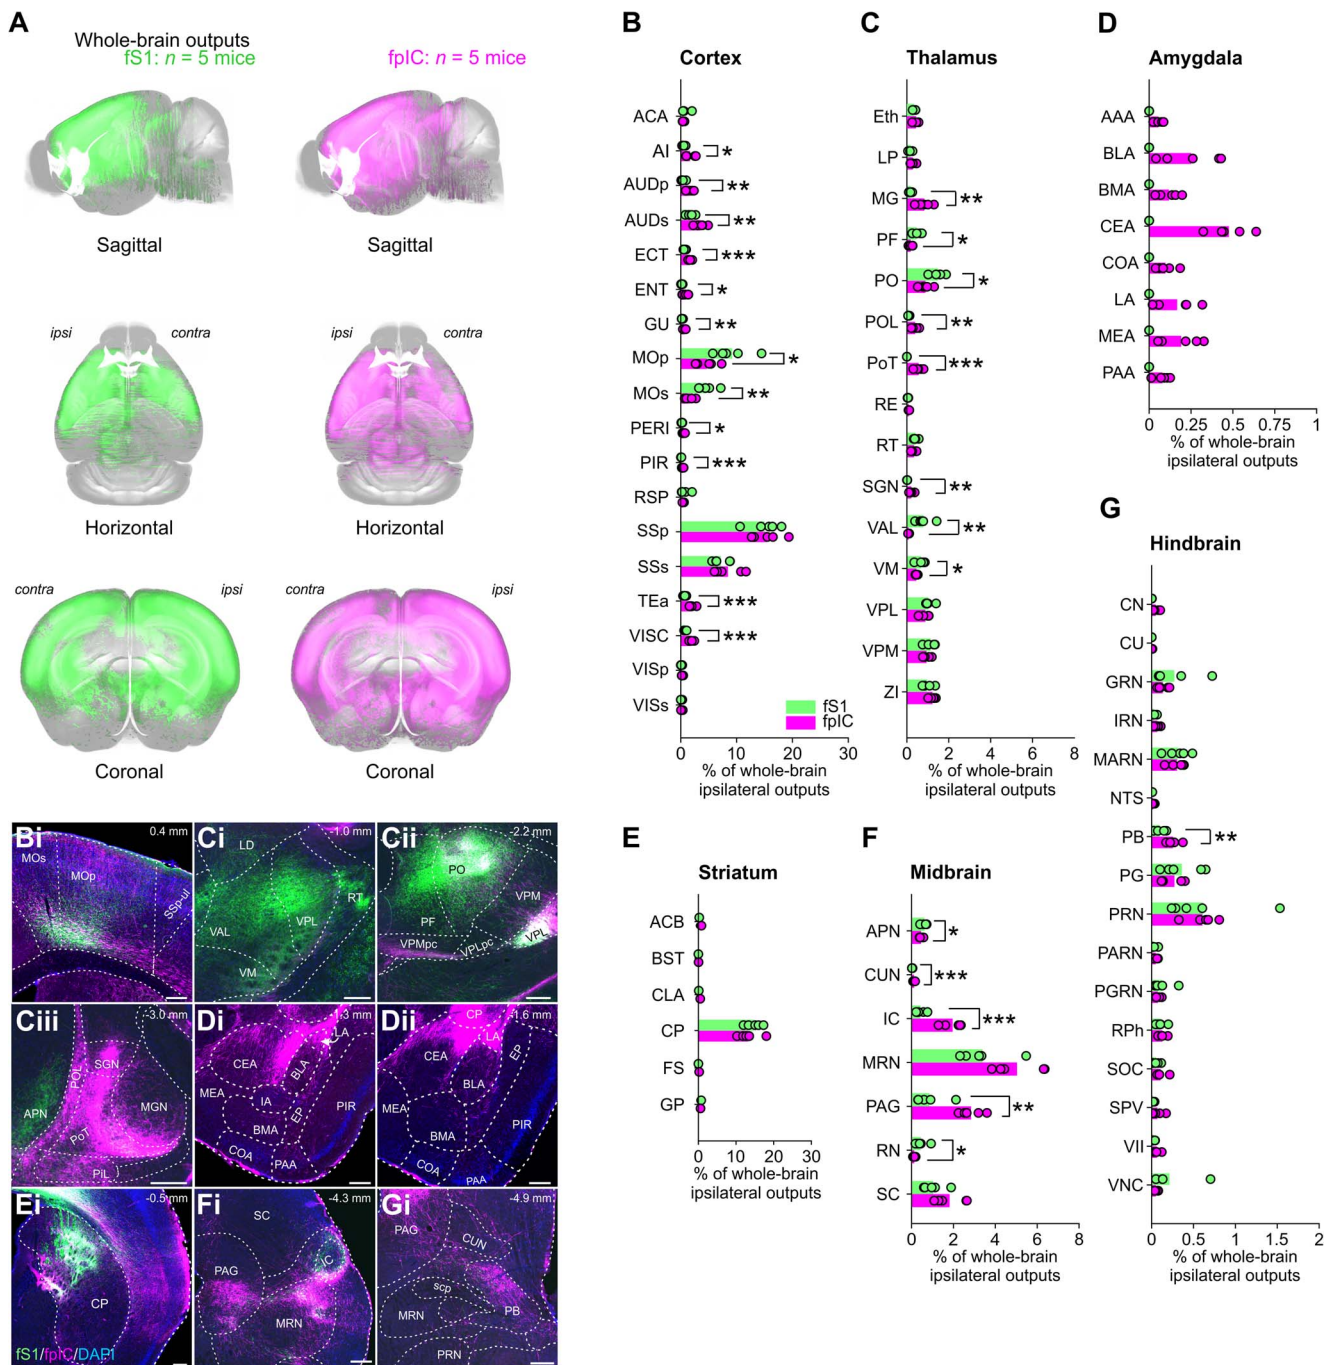 A
Whole-brain outputs
fS1: n = 5 mice
fpIC: n = 5 mice
Sagittal
ipsi
contra
ipsi
contra
Horizontal
Horizontal
contra
ipsi
contra
ipsi
Coronal
Coronal
B
Cortex
ACA
AI
*
AUDp
**
AUDs
**
ECT
***
ENT
*
GU
**
MOp
*
MOs
**
PERI
*
PIR
***
RSP
SSp
SSs
TEa
***
VISC
***
VISp
VISs
fS1
fpIC
0 10 20 30
% of whole-brain
ipsilateral outputs
C
Thalamus
Eth
LP
MG
**
PF
*
PO
*
POL
**
PoT
***
RE
RT
SGN
**
VAL
**
VM
*
VPL
VPM
ZI
0 2 4 6 8
% of whole-brain
ipsilateral outputs
D
Amygdala
AAA
BLA
BMA
CEA
COA
LA
MEA
PAA
0 0.25 0.5 0.75 1
% of whole-brain
ipsilateral outputs
Bi
0.4 mm
MOs
MOp
SSp-ul
Ci
-1.0 mm
LD
RT
VPL
VAL
VM
Cii
-2.2 mm
PO
VPM
PF
VPMpc
VPLpc
VPL
Ciii
-3.0 mm
SGN
POL
APN
MGN
PoT
PiL
Di
-1.3 mm
LA
CEA
BLA
MEA
IA
EP
PIR
BMA
COA
PAA
Dii
-1.6 mm
CP
LA
EP
CEA
BLA
MEA
PIR
BMA
COA
PAA
Ei
-0.5 mm
CP
fS1/fpIC/DAPI
Fi
-4.3 mm
SC
IC
PAG
MRN
Gi
-4.9 mm
PAG
CUN
scp
MRN
PB
PRN
E
Striatum
ACB
BST
CLA
CP
FS
GP
0 10 20 30
% of whole-brain
ipsilateral outputs
F
Midbrain
APN
*
CUN
***
IC
***
MRN
PAG
**
RN
*
SC
0 2 4 6 8
% of whole-brain
ipsilateral outputs
G
Hindbrain
CN
CU
GRN
IRN
MARN
NTS
PB
**
PG
PRN
PARN
PGRN
RPh
SOC
SPV
VII
VNC
0 0.5 1 1.5 2
% of whole-brain
ipsilateral outputs